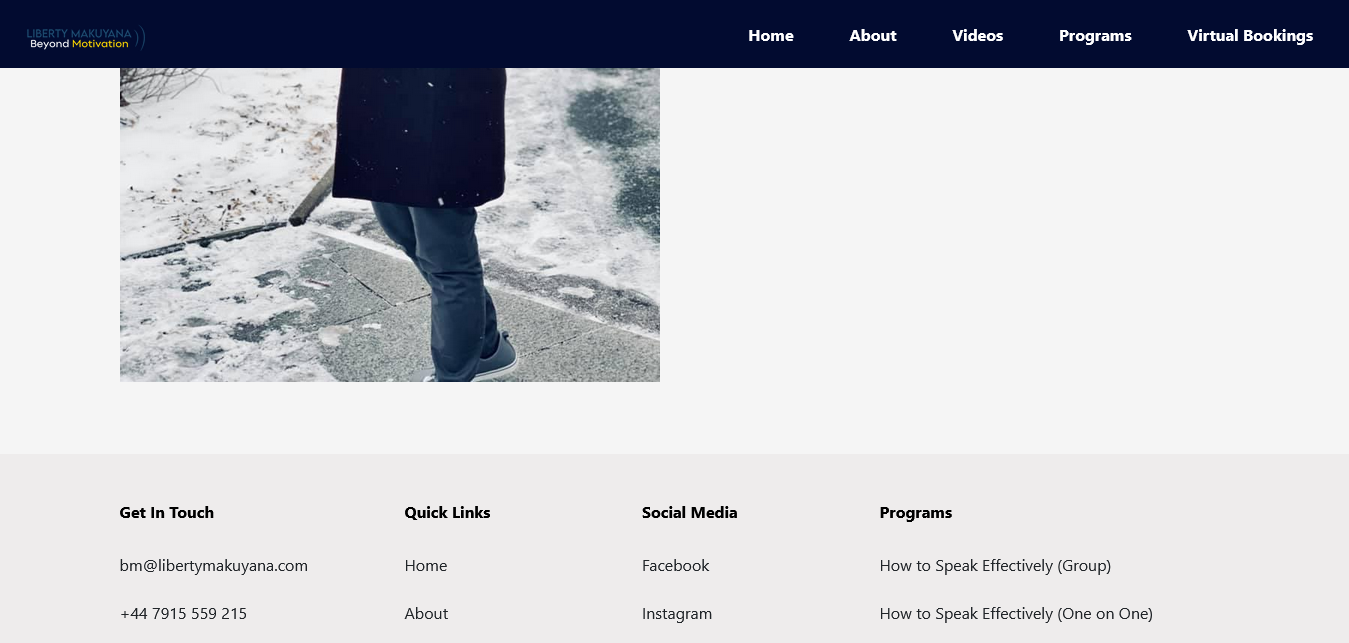 LIBERTY MAKUYANA
Beyond Motivation
Home
About
Videos
Programs
Virtual Bookings
Get In Touch
bm@libertymakuyana.com
+44 7915 559 215
Quick Links
Home
About
Social Media
Facebook
Instagram
Programs
How to Speak Effectively (Group)
How to Speak Effectively (One on One)